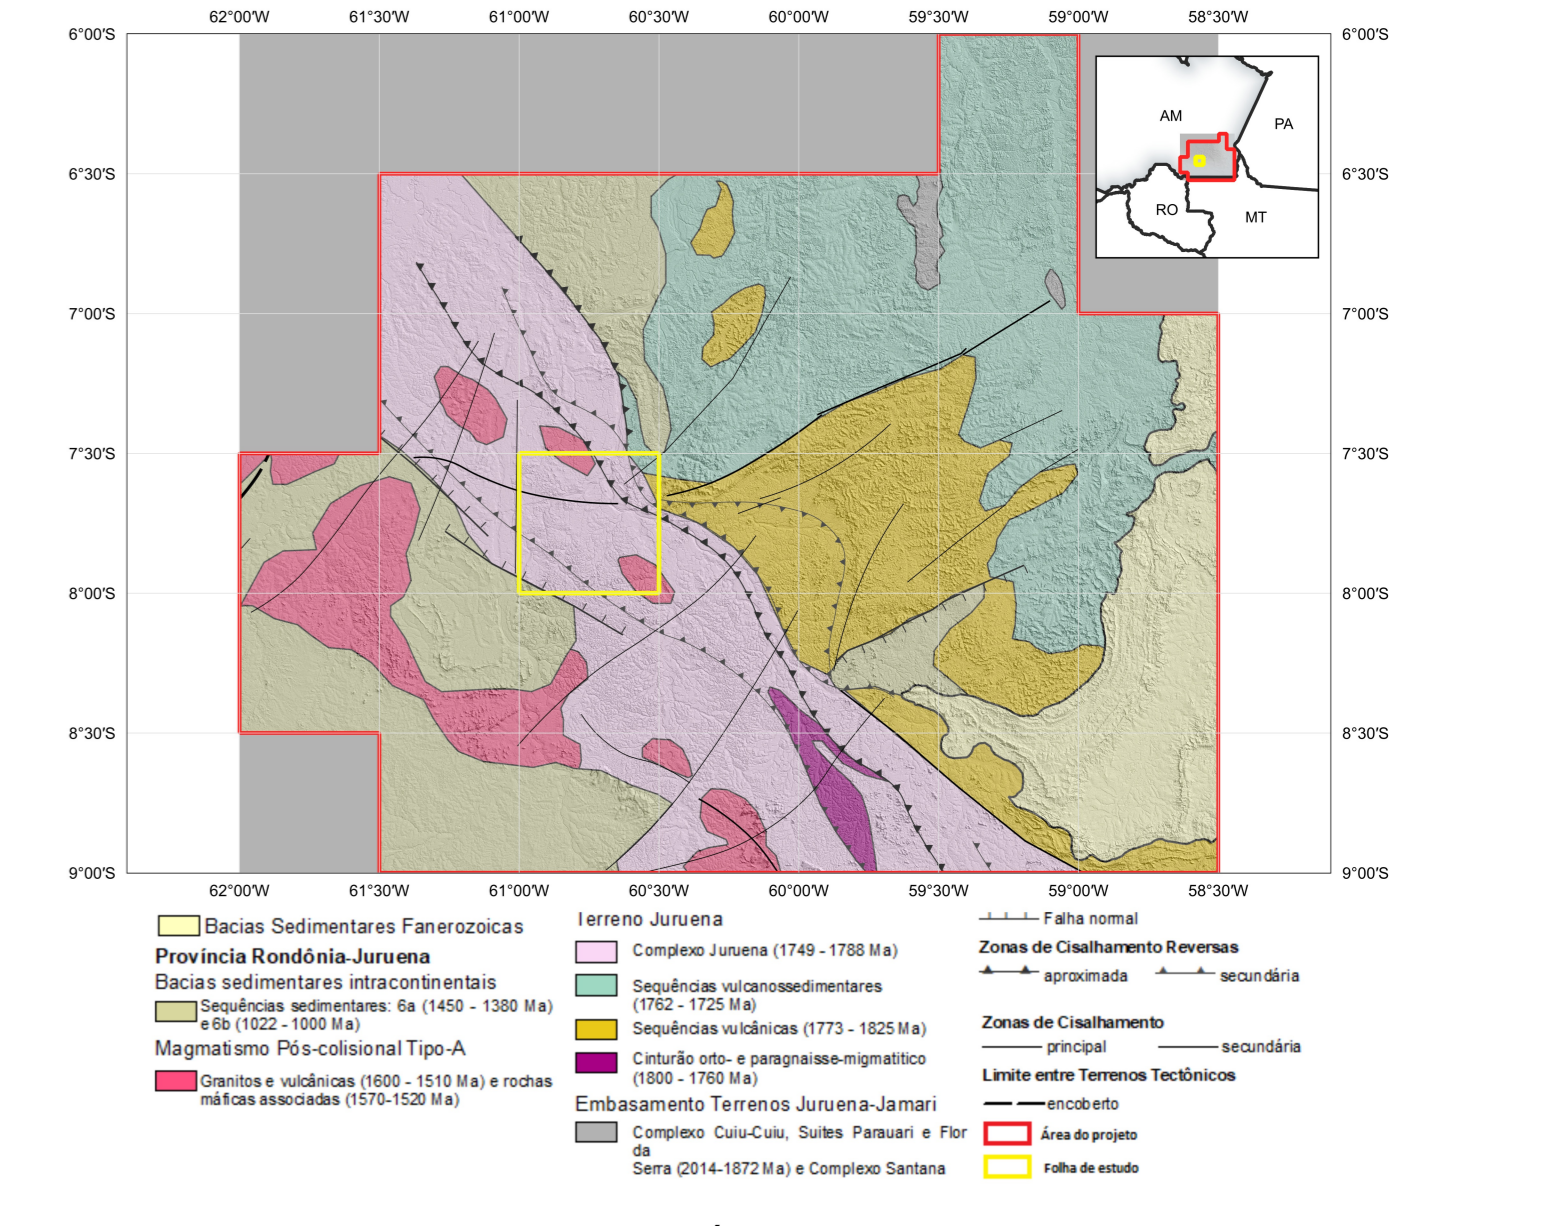 62°00'W 61°30'W 61°00'W 60°30'W 60°00'W 59°30'W 59°00'W 58°30'W
6°00'S 6°00'S
6°30'S 6°30'S
7°00'S 7°00'S
7°30'S 7°30'S
8°00'S 8°00'S
8°30'S 8°30'S
9°00'S 9°00'S
AM
PA
RO
MT
62°00'W 61°30'W 61°00'W 60°30'W 60°00'W 59°30'W 59°00'W 58°30'W
Bacias Sedimentares Fanerozoicas
Província Rondônia-Juruena
Bacias sedimentares intracontinentais
Sequências sedimentares: 6a (1450 - 1380 Ma)
e 6b (1022 - 1000 Ma)
Magmatismo Pós-colisional Tipo-A
Granitos e vulcânicas (1600 - 1510 Ma) e rochas
máficas associadas (1570-1520 Ma)
Terreno Juruena
Complexo Juruena (1749 - 1788 Ma)
Sequências vulcanossedimentares
(1762 - 1725 Ma)
Sequências vulcânicas (1773 - 1825 Ma)
Cinturão orto- e paragnaisse-migmatitico
(1800 - 1760 Ma)
Embasamento Terrenos Juruena-Jamari
Complexo Cuiu-Cuiu, Suites Parauari e Flor
da
Serra (2014-1872 Ma) e Complexo Santana
Falha normal
Zonas de Cisalhamento Reversas
aproximada secundária
Zonas de Cisalhamento
principal secundária
Limite entre Terrenos Tectônicos
encoberto
Área do projeto
Folha de estudo